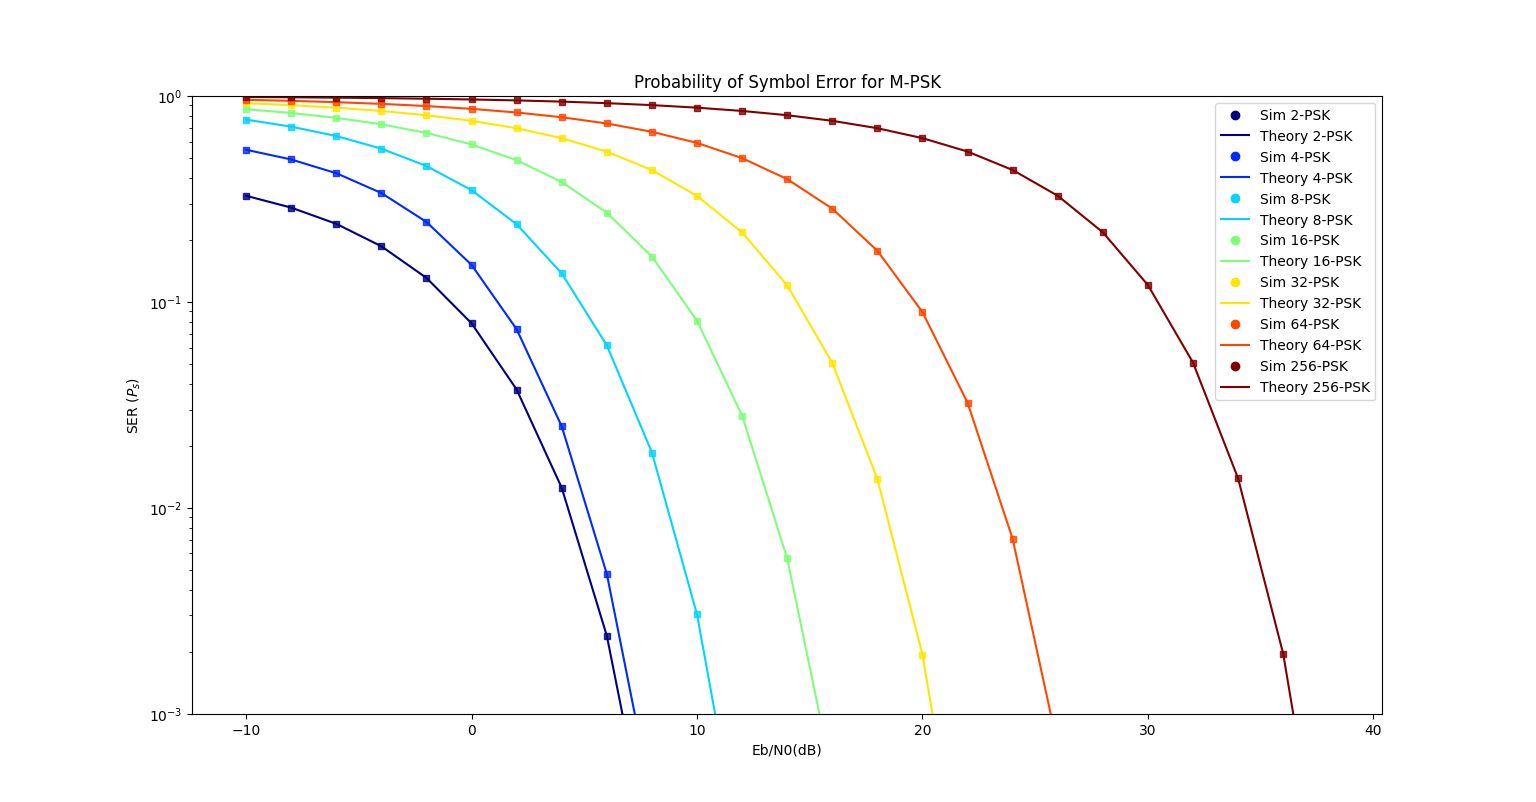 Probability of Symbol Error for M-PSK
10⁰
10⁻¹
10⁻²
10⁻³
SER (Pₛ)
−10
0
10
20
30
40
Eb/N0(dB)
Sim 2-PSK
Theory 2-PSK
Sim 4-PSK
Theory 4-PSK
Sim 8-PSK
Theory 8-PSK
Sim 16-PSK
Theory 16-PSK
Sim 32-PSK
Theory 32-PSK
Sim 64-PSK
Theory 64-PSK
Sim 256-PSK
Theory 256-PSK